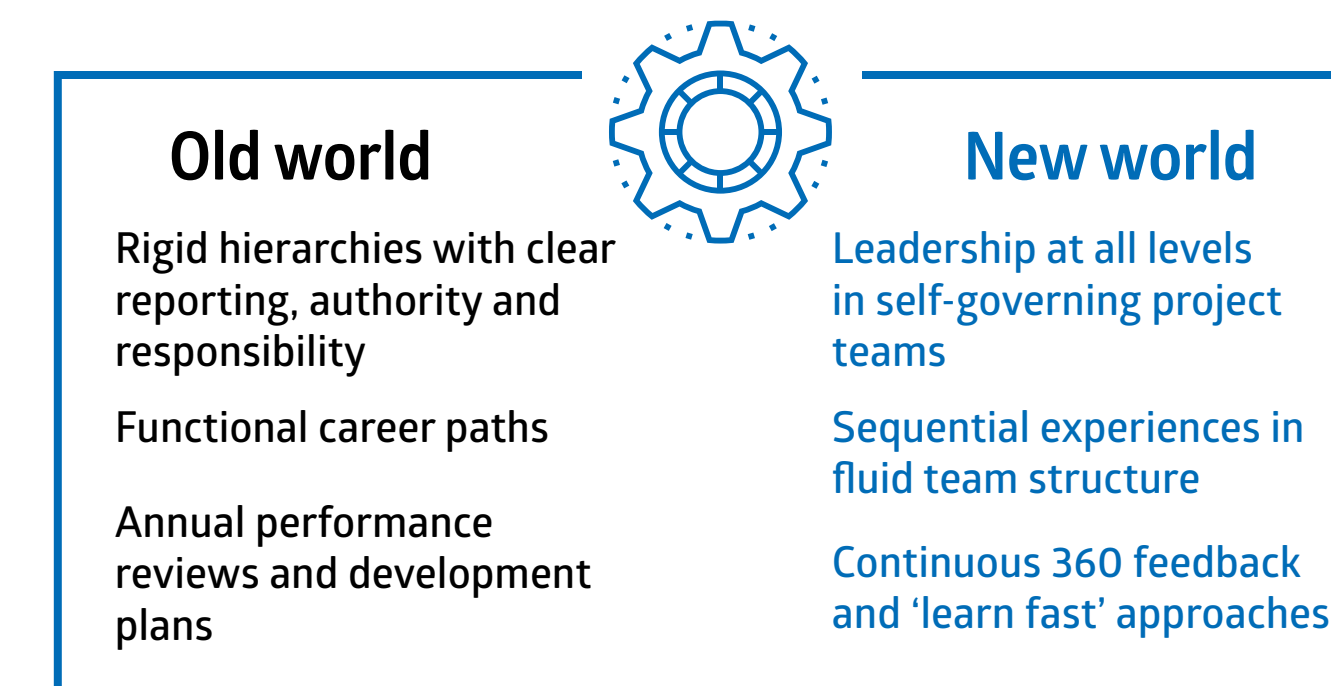 Old world
Rigid hierarchies with clear
reporting, authority and
responsibility
Functional career paths
Annual performance
reviews and development
plans
New world
Leadership at all levels
in self-governing project
teams
Sequential experiences in
fluid team structure
Continuous 360 feedback
and ‘learn fast’ approaches